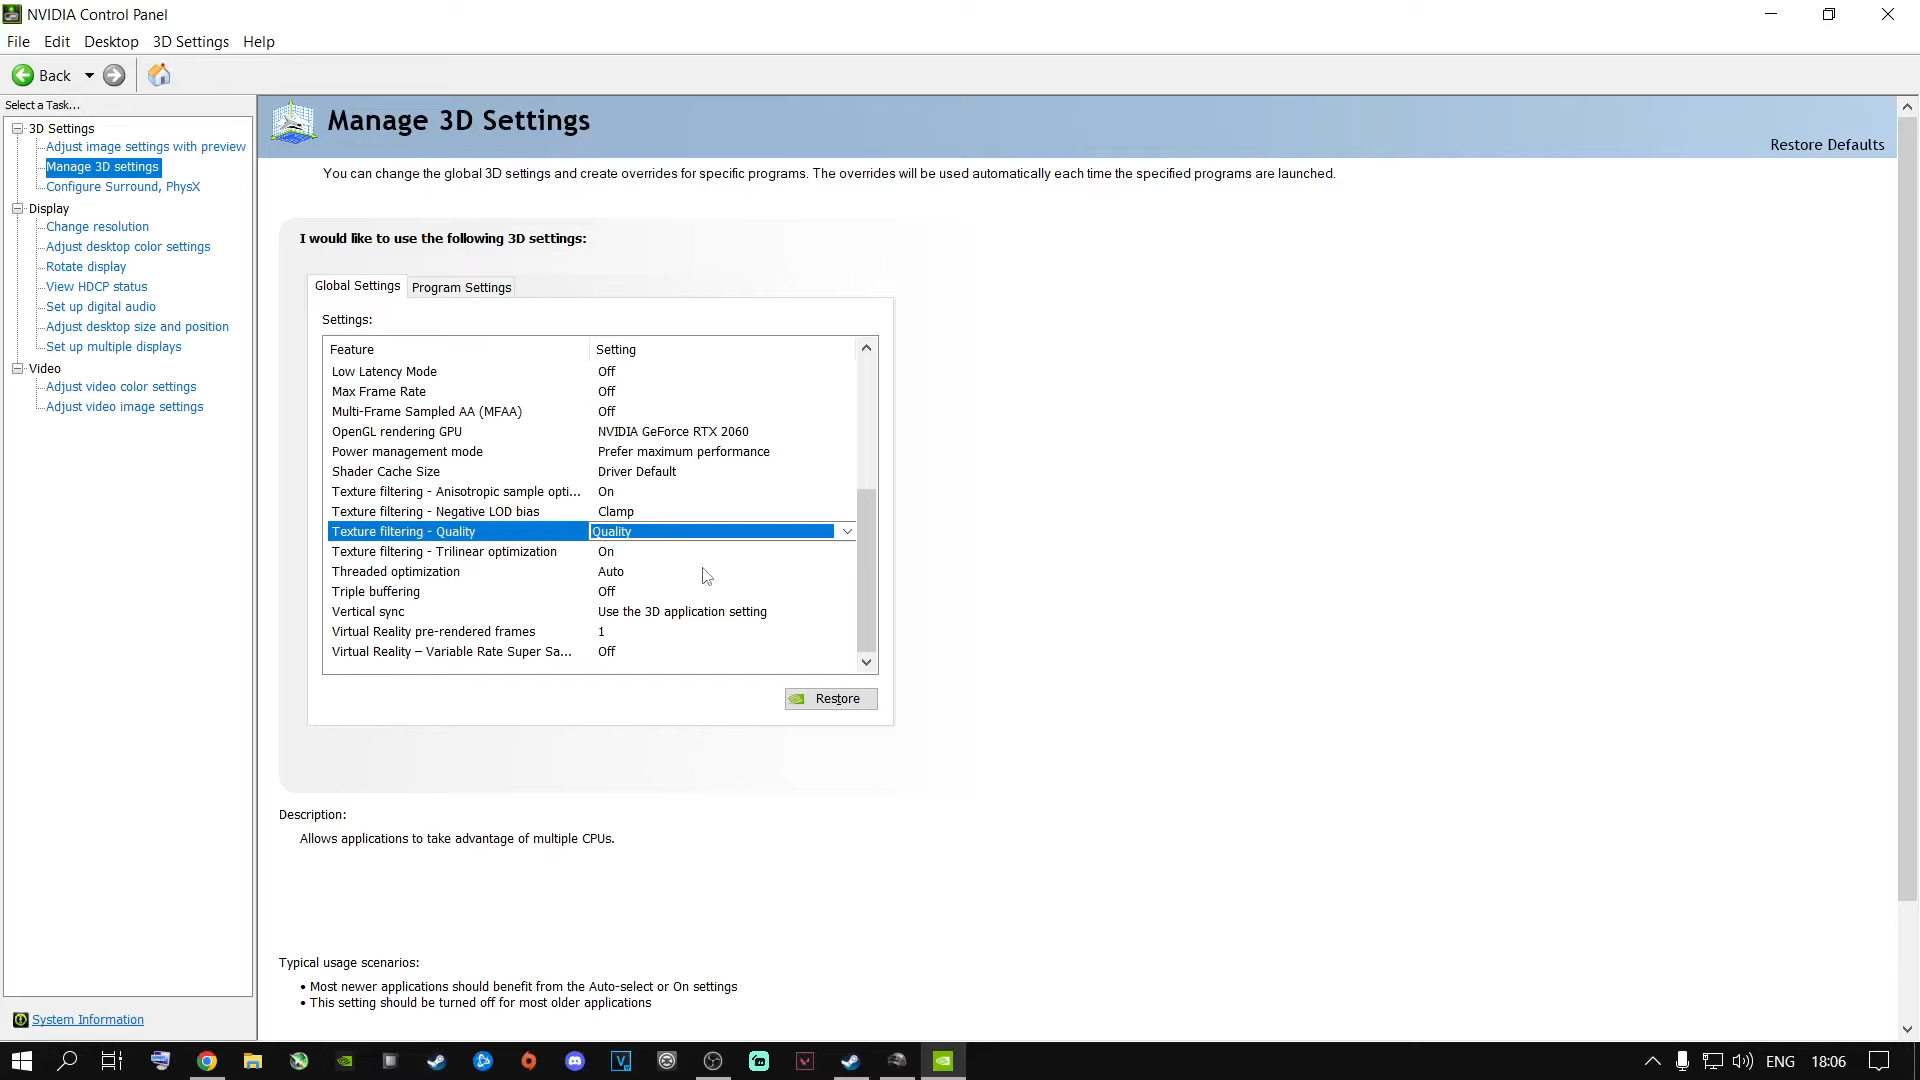 NVIDIA Control Panel
File Edit Desktop 3D Settings Help
Back
Select a Task...
3D Settings
Adjust image settings with preview
Manage 3D settings
Configure Surround, PhysX
Display
Change resolution
Adjust desktop color settings
Rotate display
View HDCP status
Set up digital audio
Adjust desktop size and position
Set up multiple displays
Video
Adjust video color settings
Adjust video image settings
System Information
Manage 3D Settings
Restore Defaults
You can change the global 3D settings and create overrides for specific programs. The overrides will be used automatically each time the specified programs are launched.
I would like to use the following 3D settings:
Global Settings Program Settings
Settings:
Feature Setting
Low Latency Mode Off
Max Frame Rate Off
Multi-Frame Sampled AA (MFAA) Off
OpenGL rendering GPU NVIDIA GeForce RTX 2060
Power management mode Prefer maximum performance
Shader Cache Size Driver Default
Texture filtering - Anisotropic sample opti... On
Texture filtering - Negative LOD bias Clamp
Texture filtering - Quality Quality
Texture filtering - Trilinear optimization On
Threaded optimization Auto
Triple buffering Off
Vertical sync Use the 3D application setting
Virtual Reality pre-rendered frames 1
Virtual Reality – Variable Rate Super Sa... Off
Restore
Description:
Allows applications to take advantage of multiple CPUs.
Typical usage scenarios:
• Most newer applications should benefit from the Auto-select or On settings
• This setting should be turned off for most older applications
ENG 18:06